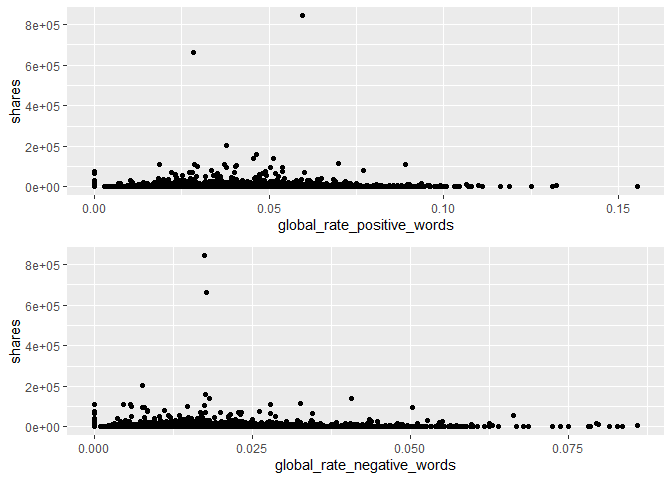 8e+05
6e+05
4e+05
2e+05
0e+00
shares
0.00 0.05 0.10 0.15
global_rate_positive_words
8e+05
6e+05
4e+05
2e+05
0e+00
shares
0.000 0.025 0.050 0.075
global_rate_negative_words